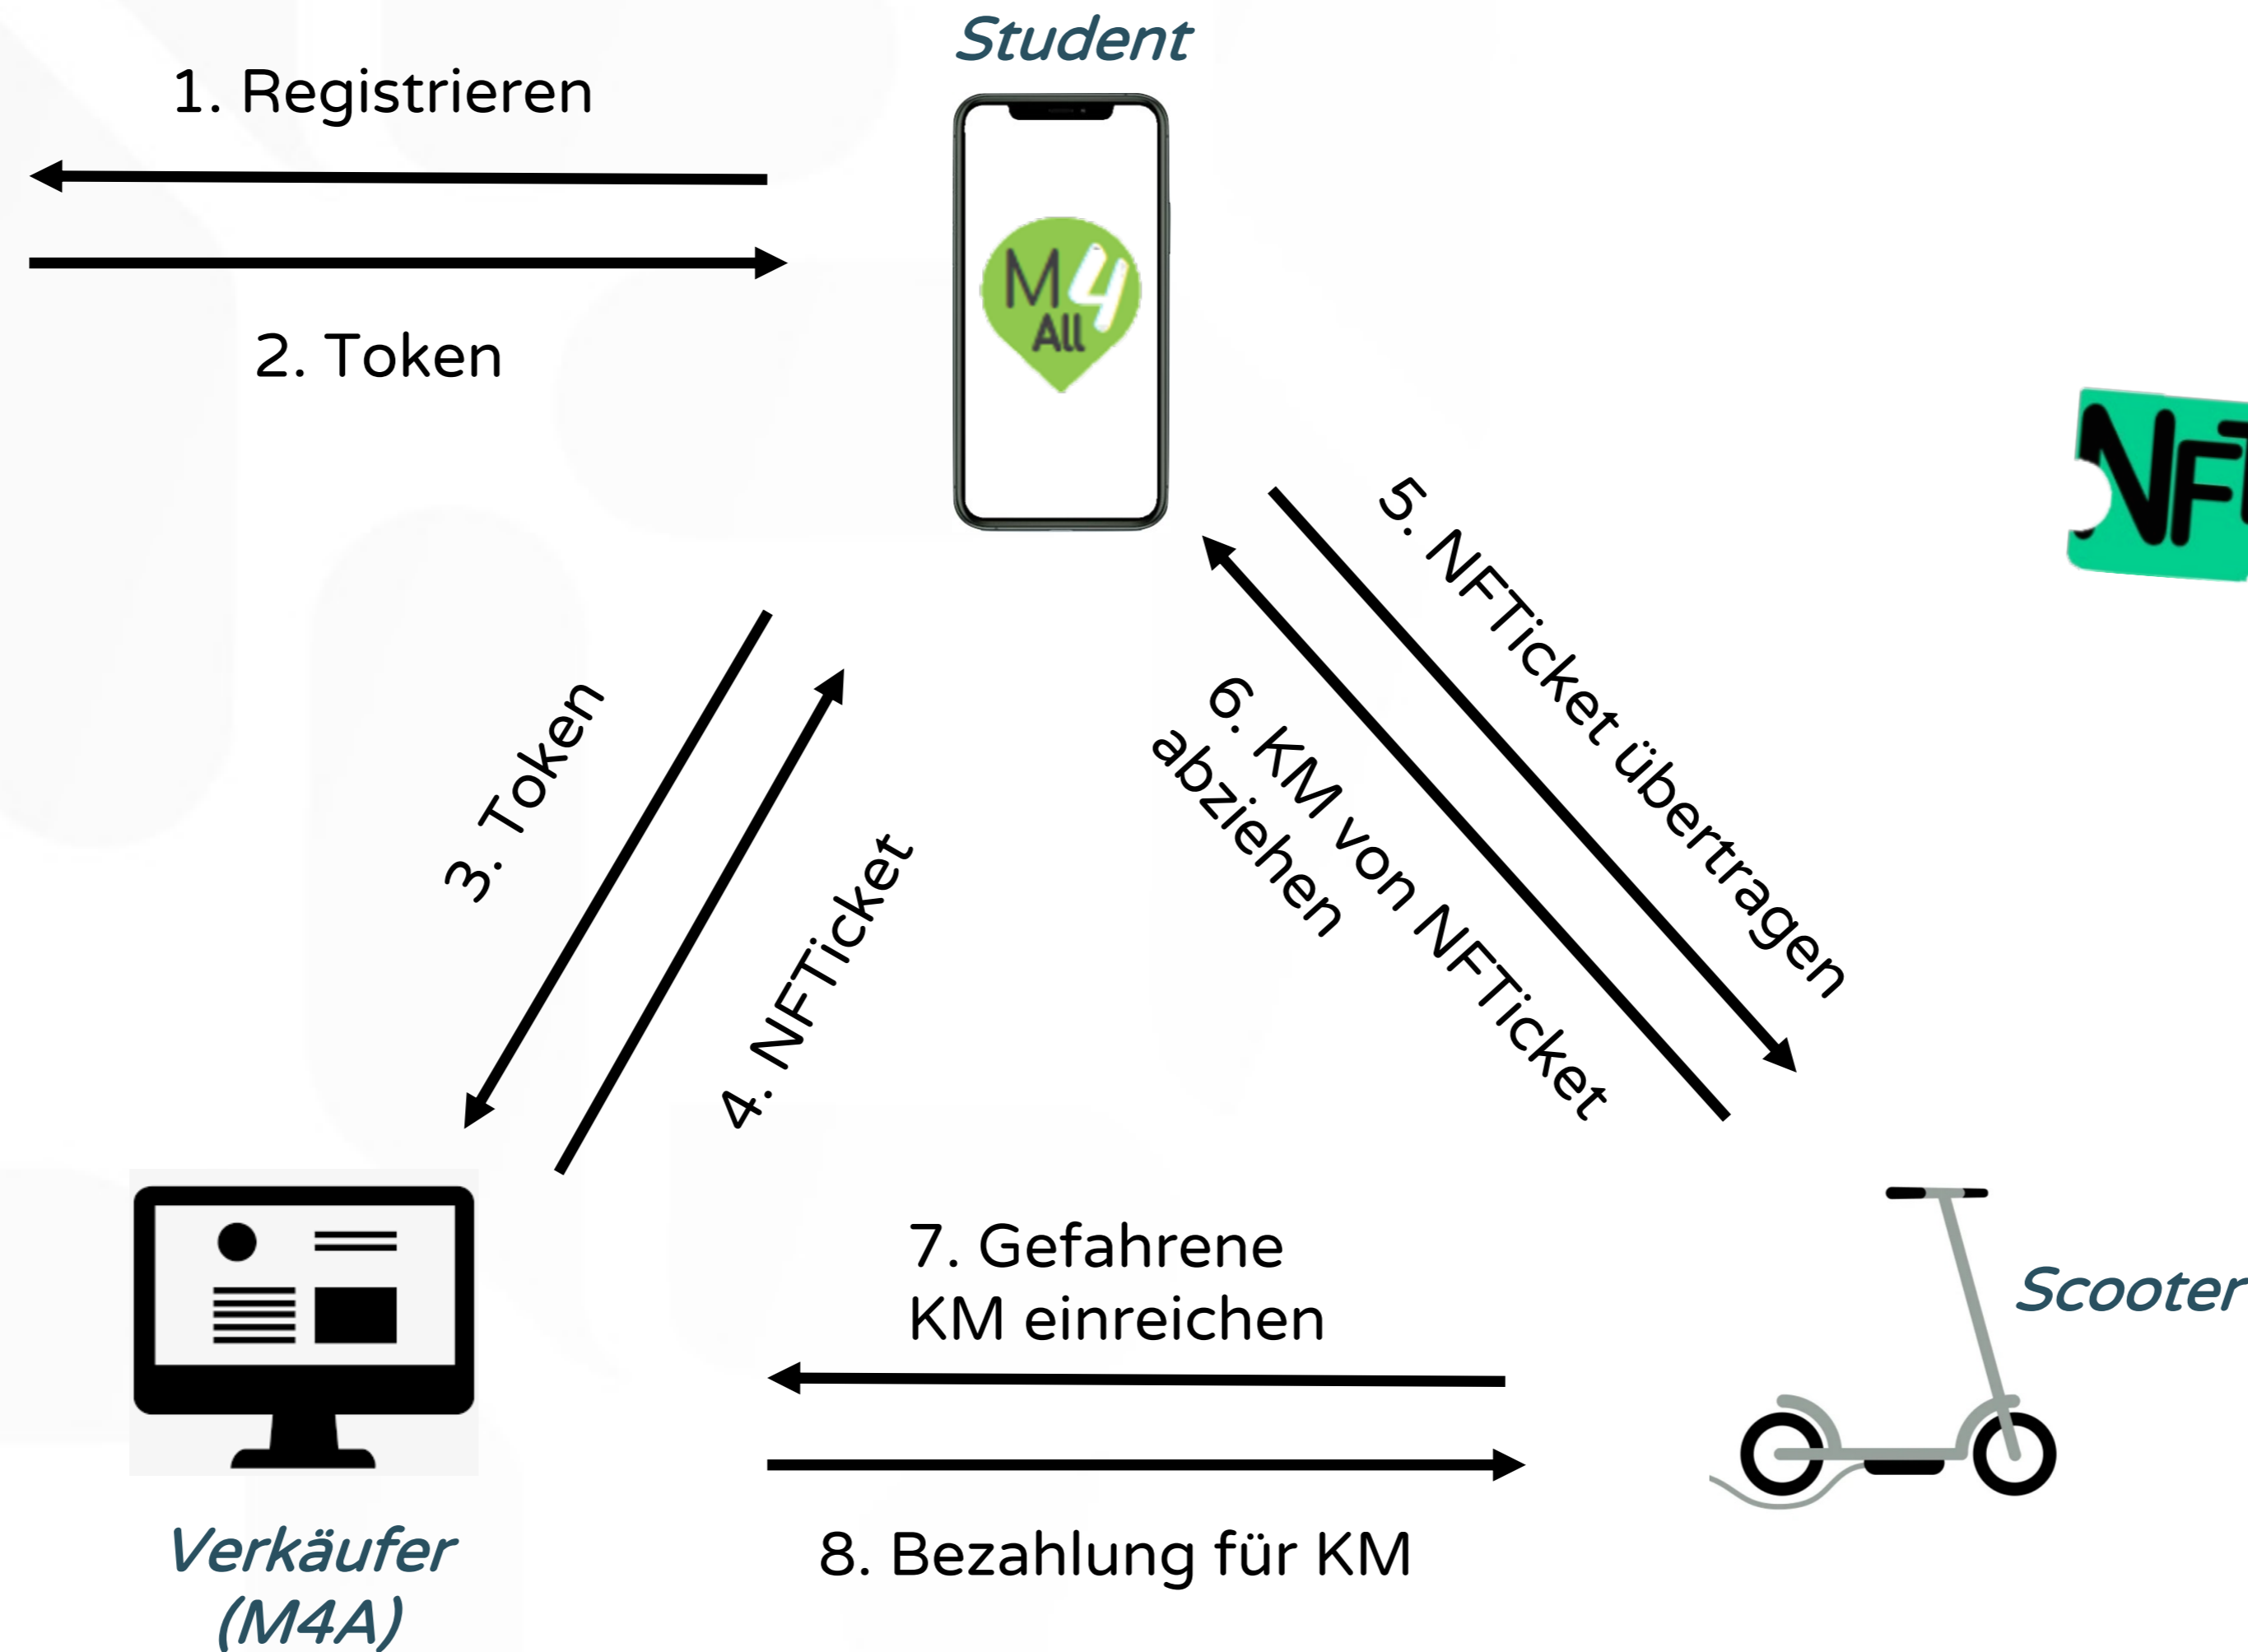 Student
1. Registrieren
M4
All
2. Token
NFT
5. NFTicket übertragen
6. KM von NFTicket
abziehen
3. Token
4. NFTicket
7. Gefahrene
KM einreichen
Scooter
8. Bezahlung für KM
Verkäufer
(M4A)